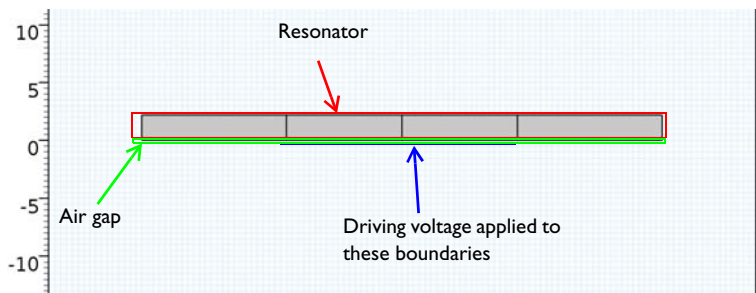 10
Resonator
5
0
-5
Air gap
Driving voltage applied to
these boundaries
-10